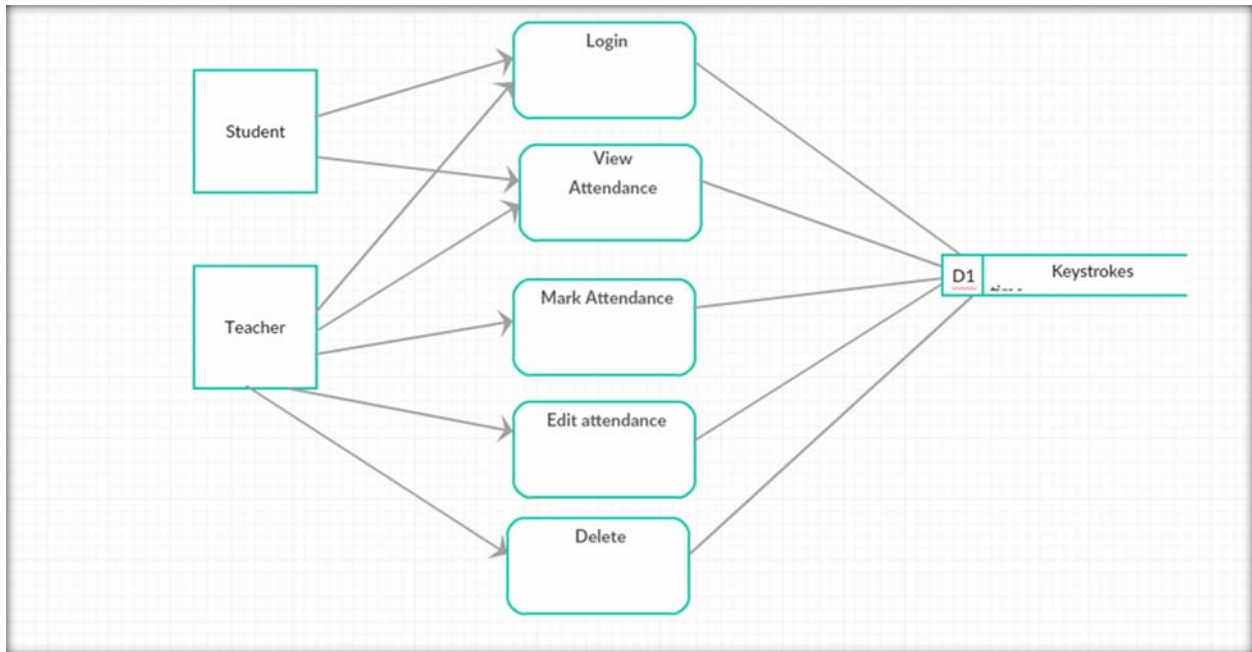 Login
Student
View
Attendance
D1
Keystrokes
Mark Attendance
Teacher
Edit attendance
Delete